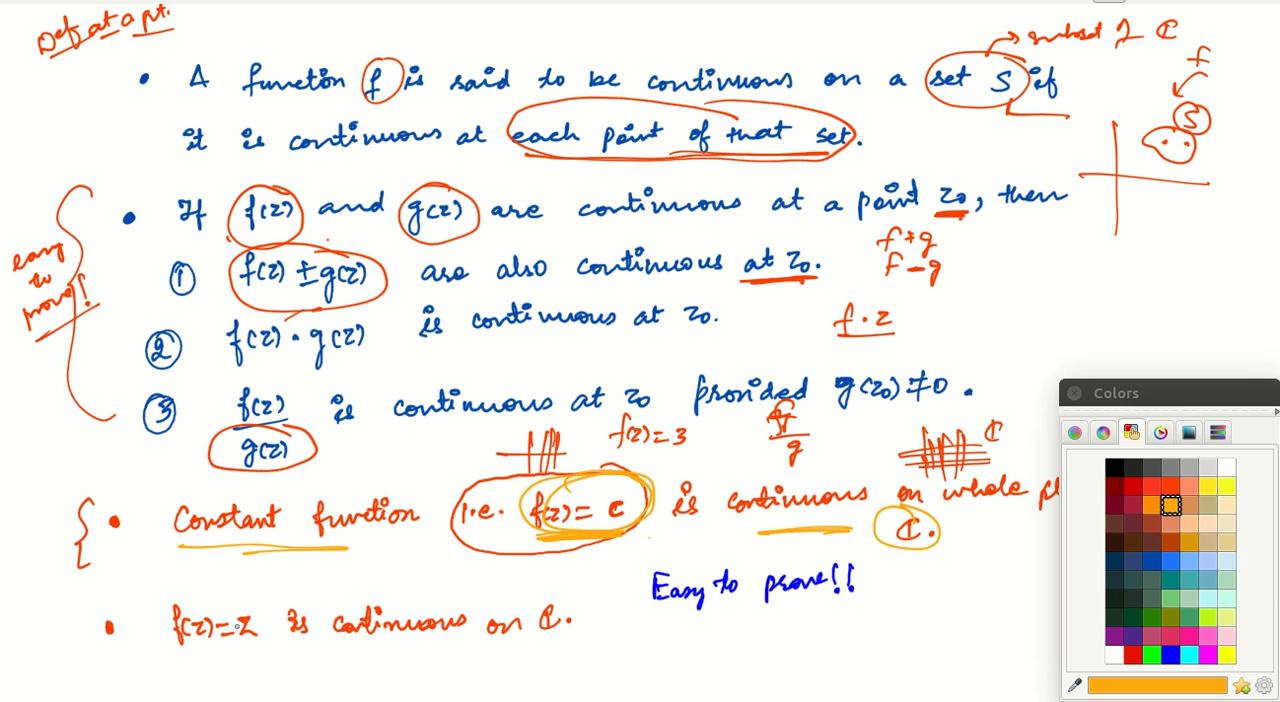 Def at a pt.
→ subset of ℂ
• A functon f is said to be continuous on a set S if
f
S
it is continuous at each point of that set.
• If f(z) and g(z) are continuous at a point z₀, then
easy to prove!
f+g
f-g
① f(z) ± g(z) are also continuous at z₀.
② f(z) · g(z) is continuous at z₀.
f·z
③ f(z)/g(z) is continuous at z₀ provided g(z₀) ≠ 0.
f(z)=3
f/g
ℂ
• Constant function (i.e. f(z)=c) is continuous on whole
ℂ.
Easy to prove!!
• f(z)=z is continuous on ℂ.
Colors